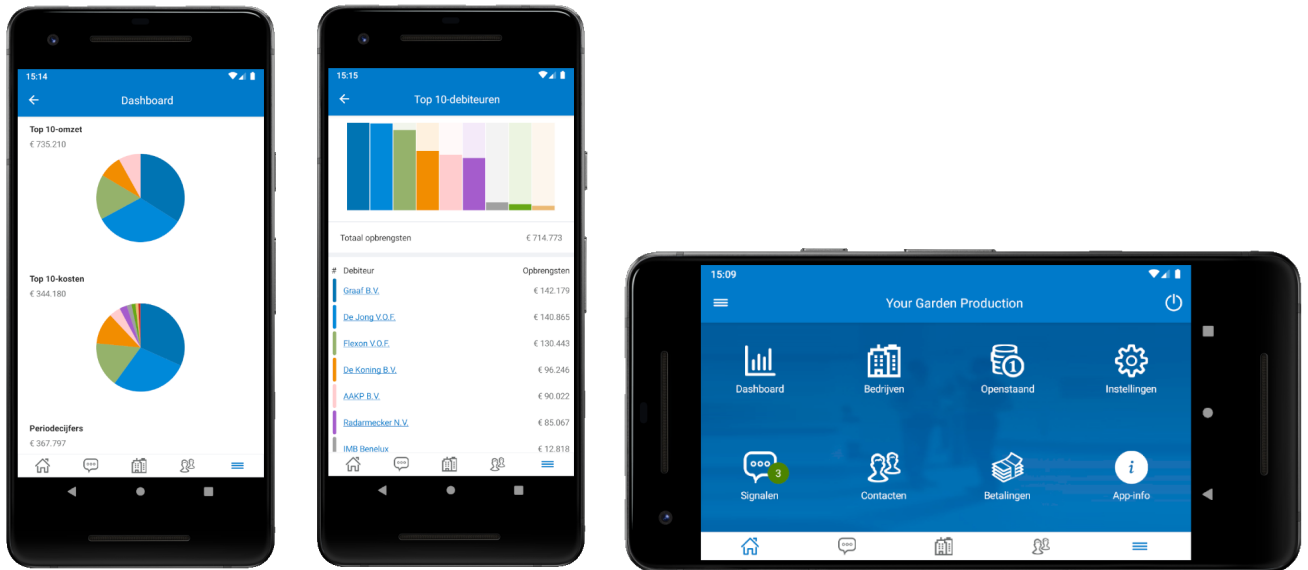 15:14
Dashboard
Top 10-omzet
€ 735.210
Top 10-kosten
€ 344.180
Periodecijfers
€ 367.797
15:15
Top 10-debiteuren
Totaal opbrengsten € 714.773
# Debiteur Opbrengsten
Graaf B.V. € 142.179
De Jong V.O.F. € 140.865
Flexon V.O.F. € 130.443
De Koning B.V. € 96.246
AAKP B.V. € 90.022
Radarmecker N.V. € 85.067
IMB Benelux € 12.818
15:09
Your Garden Production
Dashboard Bedrijven Openstaand Instellingen
3
Signalen Contacten Betalingen App-info